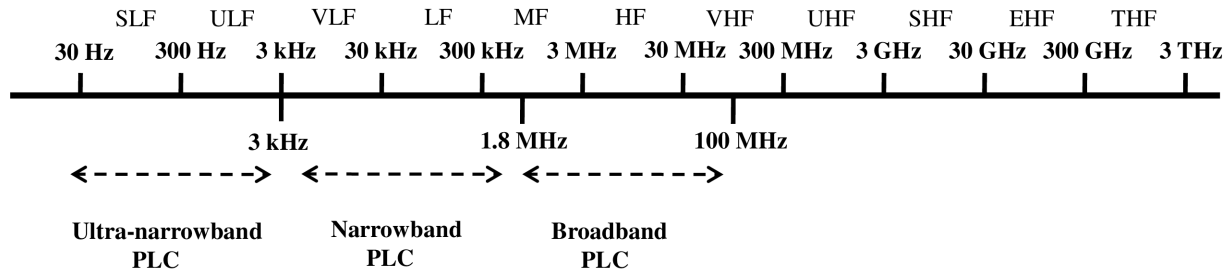 SLF ULF VLF LF MF HF VHF UHF SHF EHF THF
30 Hz 300 Hz 3 kHz 30 kHz 300 kHz 3 MHz 30 MHz 300 MHz 3 GHz 30 GHz 300 GHz 3 THz
3 kHz 1.8 MHz 100 MHz
Ultra-narrowband Narrowband Broadband
PLC PLC PLC